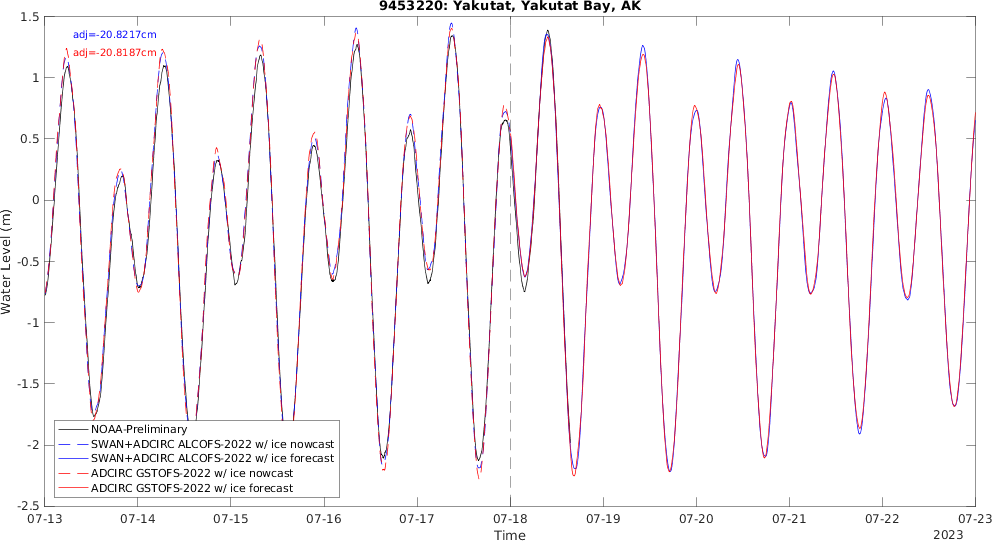 9453220: Yakutat, Yakutat Bay, AK
adj=-20.8217cm
adj=-20.8187cm
1.5
1
0.5
0
-0.5
-1
-1.5
-2
-2.5
Water Level (m)
NOAA-Preliminary
SWAN+ADCIRC ALCOFS-2022 w/ ice nowcast
SWAN+ADCIRC ALCOFS-2022 w/ ice forecast
ADCIRC GSTOFS-2022 w/ ice nowcast
ADCIRC GSTOFS-2022 w/ ice forecast
07-13 07-14 07-15 07-16 07-17 07-18 07-19 07-20 07-21 07-22 07-23
Time
2023